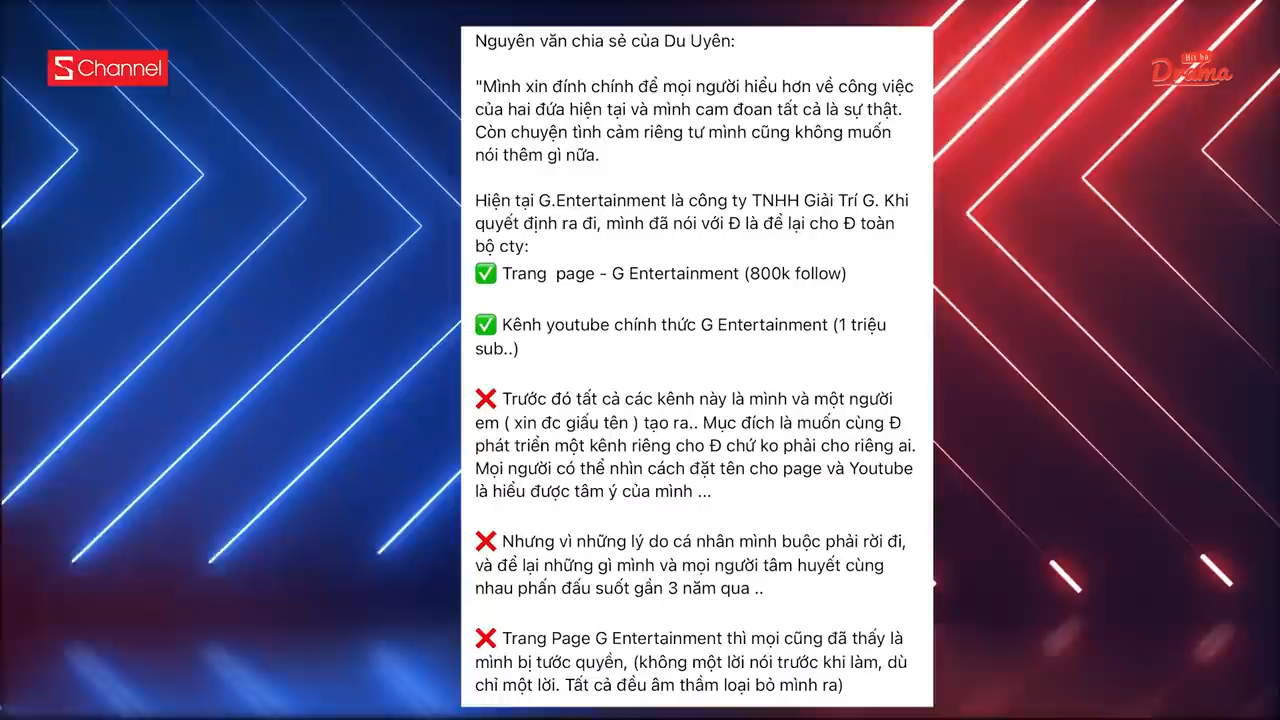 S Channel
Hít hà
Drama
Nguyên văn chia sẻ của Du Uyên:
"Mình xin đính chính để mọi người hiểu hơn về công việc
của hai đứa hiện tại và mình cam đoan tất cả là sự thật.
Còn chuyện tình cảm riêng tư mình cũng không muốn
nói thêm gì nữa.
Hiện tại G.Entertainment là công ty TNHH Giải Trí G. Khi
quyết định ra đi, mình đã nói với Đ là để lại cho Đ toàn
bộ cty:
✅ Trang page - G Entertainment (800k follow)
✅ Kênh youtube chính thức G Entertainment (1 triệu
sub..)
❌ Trước đó tất cả các kênh này là mình và một người
em ( xin đc giấu tên ) tạo ra.. Mục đích là muốn cùng Đ
phát triển một kênh riêng cho Đ chứ ko phải cho riêng ai.
Mọi người có thể nhìn cách đặt tên cho page và Youtube
là hiểu được tâm ý của mình ...
❌ Nhưng vì những lý do cá nhân mình buộc phải rời đi,
và để lại những gì mình và mọi người tâm huyết cùng
nhau phấn đấu suốt gần 3 năm qua ..
❌ Trang Page G Entertainment thì mọi cũng đã thấy là
mình bị tước quyền, (không một lời nói trước khi làm, dù
chỉ một lời. Tất cả đều âm thầm loại bỏ mình ra)